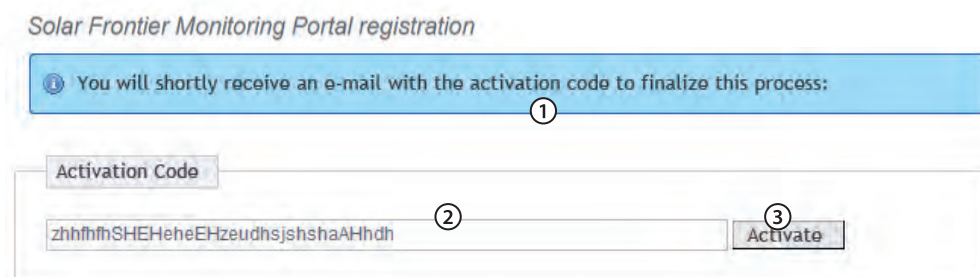 Solar Frontier Monitoring Portal registration
You will shortly receive an e-mail with the activation code to finalize this process:
①
Activation Code
②
③
zhhfhfhSHEHeheEHzeudhsjshshaAHhdh
Activate